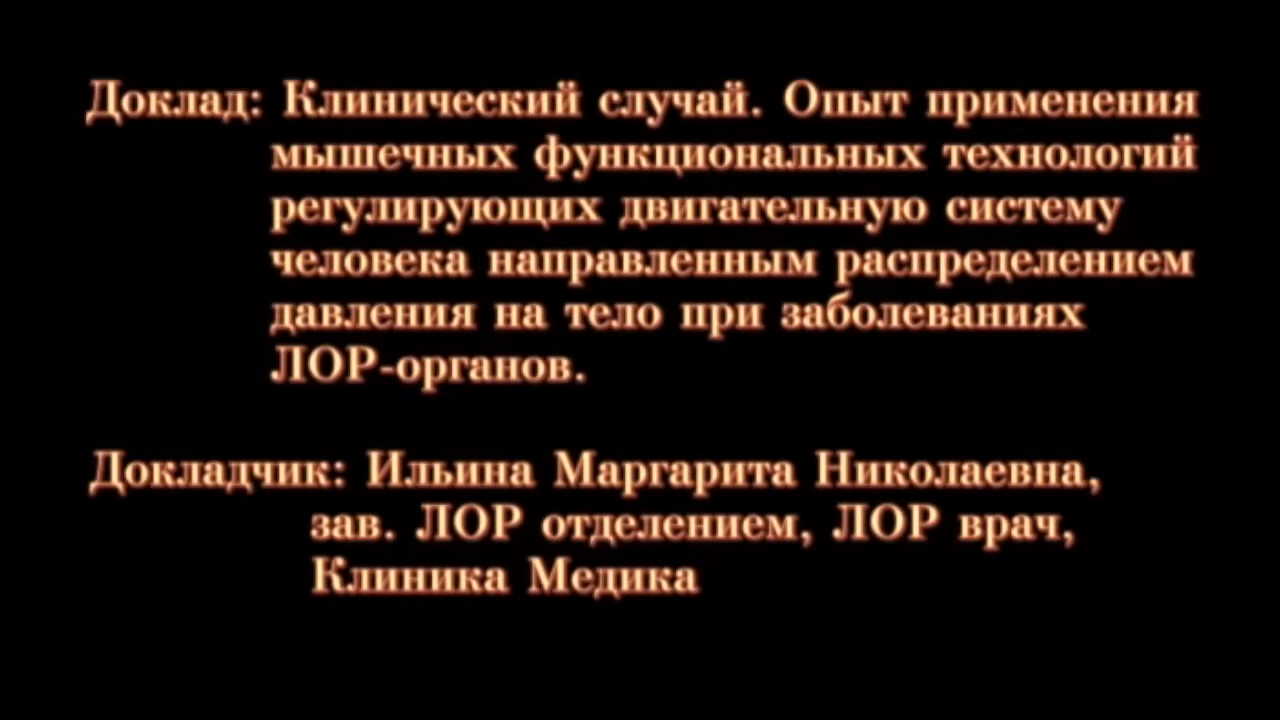 Доклад: Клинический случай. Опыт применения
мышечных функциональных технологий
регулирующих двигательную систему
человека направленным распределением
давления на тело при заболеваниях
ЛОР-органов.
Докладчик: Ильина Маргарита Николаевна,
зав. ЛОР отделением, ЛОР врач,
Клиника Медика